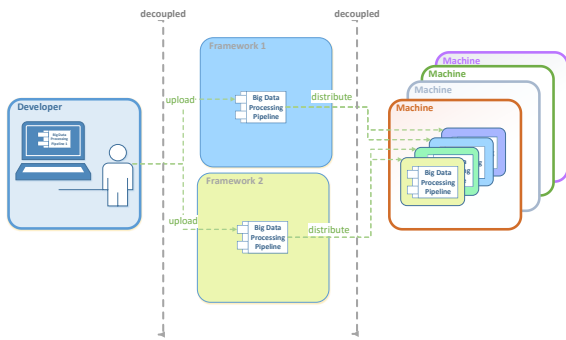 decoupled
decoupled
Framework 1
Machine
Machine
Machine
Machine
Developer
upload
Big Data
Processing
Pipeline
distribute
Big Data
Processing
Pipeline 1
Framework 2
upload
Big Data
Processing
Pipeline
distribute
Big Data
Processing
Pipeline